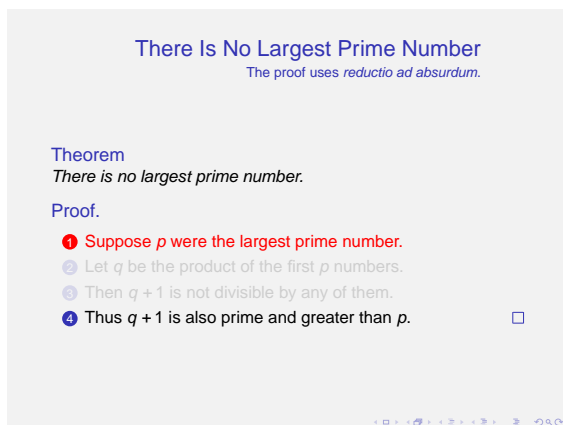 There Is No Largest Prime Number
The proof uses reductio ad absurdum.
Theorem
There is no largest prime number.
Proof.
1 Suppose p were the largest prime number.
2 Let q be the product of the first p numbers.
3 Then q + 1 is not divisible by any of them.
4 Thus q + 1 is also prime and greater than p.